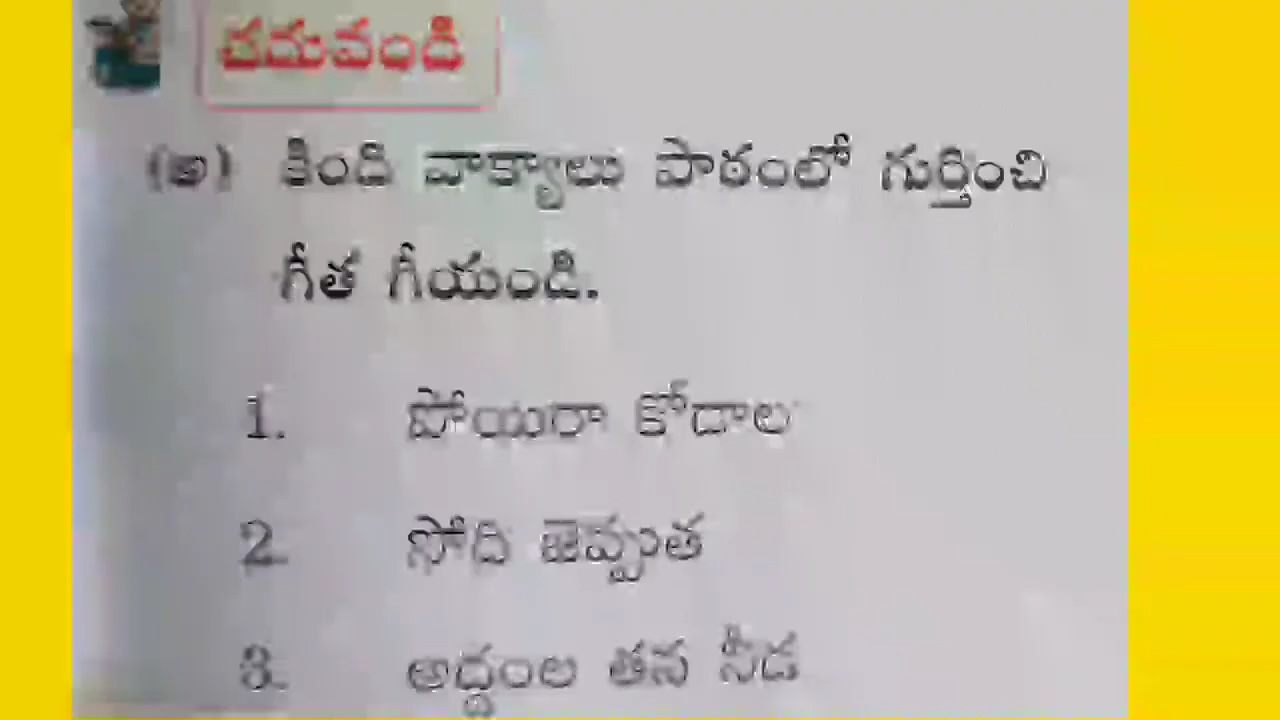 చదువండి
(అ) కింది వాక్యాలు పాఠంలో గుర్తించి
గీత గీయండి.
1. పోయిరా కోడాల
2. సోది జెప్పుత
3. అద్దంల తన నీడ